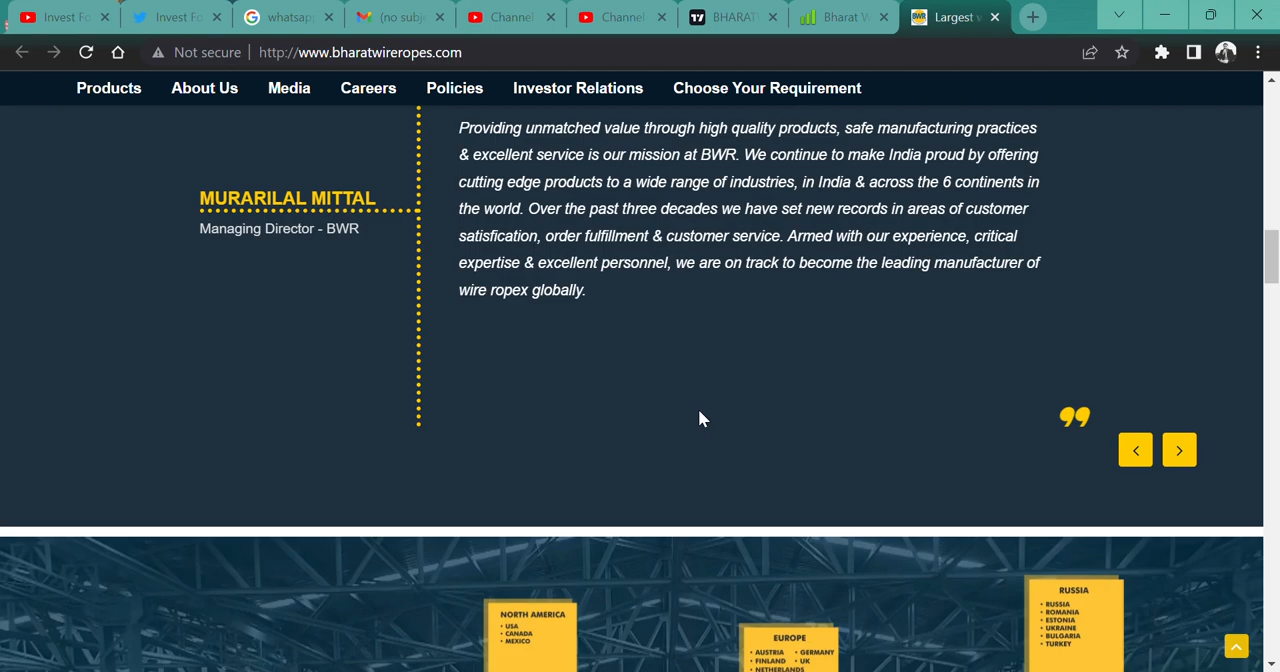 Invest Fo
Invest Fo
whatsapp
(no subje
Channel
Channel
BHARAT
Bharat W
Largest w
Not secure
http://www.bharatwireropes.com
Products
About Us
Media
Careers
Policies
Investor Relations
Choose Your Requirement
MURARILAL MITTAL
Managing Director - BWR
Providing unmatched value through high quality products, safe manufacturing practices
& excellent service is our mission at BWR. We continue to make India proud by offering
cutting edge products to a wide range of industries, in India & across the 6 continents in
the world. Over the past three decades we have set new records in areas of customer
satisfication, order fulfillment & customer service. Armed with our experience, critical
expertise & excellent personnel, we are on track to become the leading manufacturer of
wire ropex globally.
NORTH AMERICA
• USA
• CANADA
• MEXICO
EUROPE
• AUSTRIA • GERMANY
• FINLAND • UK
• NETHERLANDS
RUSSIA
• RUSSIA
• ROMANIA
• ESTONIA
• UKRAINE
• BULGARIA
• TURKEY